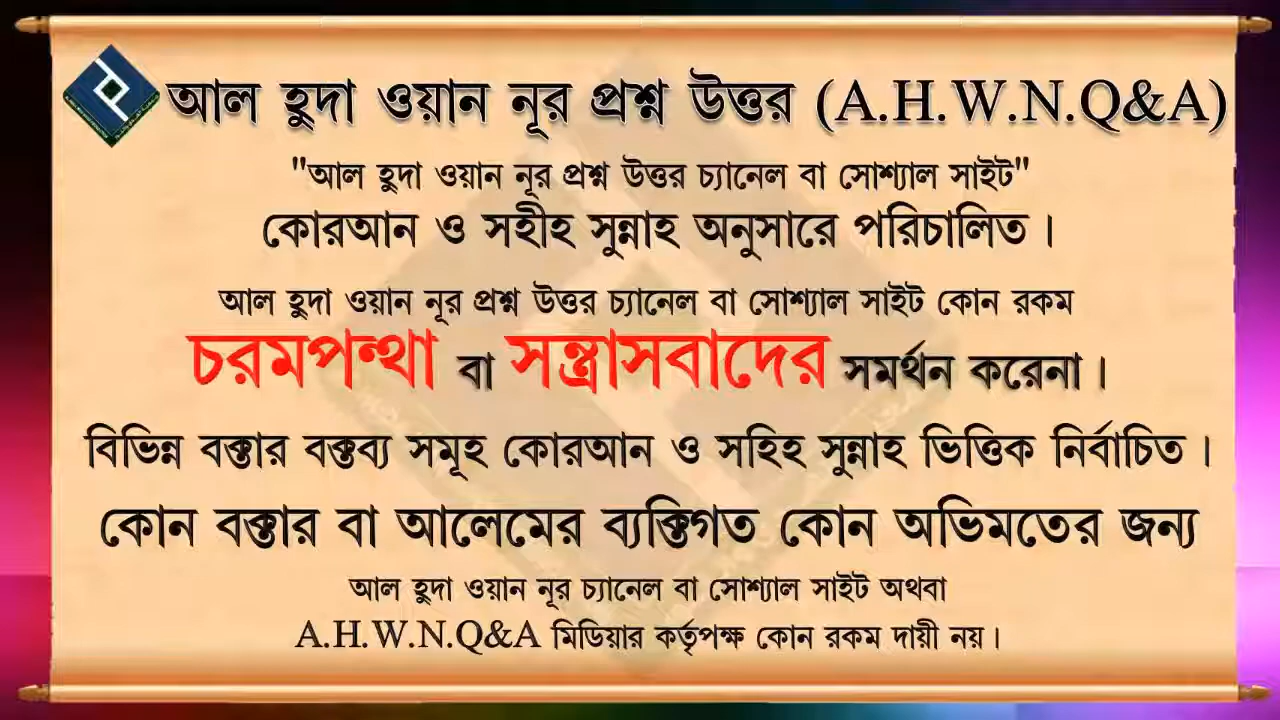 আল হুদা ওয়ান নূর প্রশ্ন উত্তর (A.H.W.N.Q&A)
"আল হুদা ওয়ান নূর প্রশ্ন উত্তর চ্যানেল বা সোশ্যাল সাইট"
কোরআন ও সহীহ সুন্নাহ অনুসারে পরিচালিত।
আল হুদা ওয়ান নূর প্রশ্ন উত্তর চ্যানেল বা সোশ্যাল সাইট কোন রকম
চরমপন্থা বা সন্ত্রাসবাদের সমর্থন করেনা।
বিভিন্ন বক্তার বক্তব্য সমূহ কোরআন ও সহিহ সুন্নাহ ভিত্তিক নির্বাচিত।
কোন বক্তার বা আলেমের ব্যক্তিগত কোন অভিমতের জন্য
আল হুদা ওয়ান নূর চ্যানেল বা সোশ্যাল সাইট অথবা
A.H.W.N.Q&A মিডিয়ার কর্তৃপক্ষ কোন রকম দায়ী নয়।